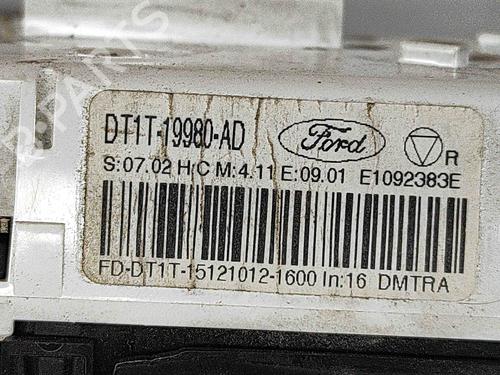 DT1T-19980-AD
Ford
R
S:07.02 H:C M:4.11 E:09.01 E1092383E
FD-DT1T-15121012-1600 In:16 DMTRA